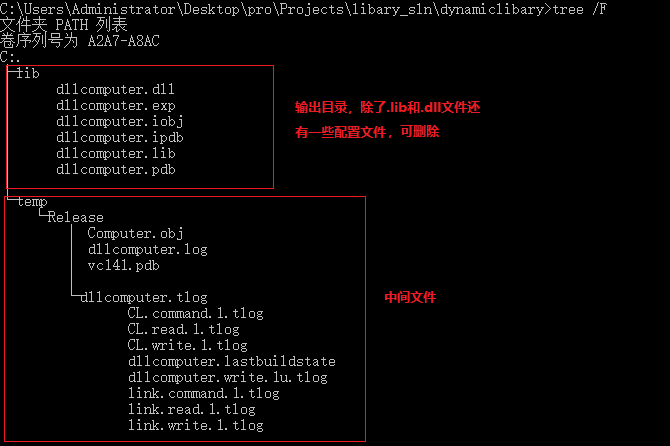 C:\Users\Administrator\Desktop\pro\Projects\libary_sln\dynamiclibary>tree /F
文件夹 PATH 列表
卷序列号为 A2A7-A8AC
C:.
├─lib
dllcomputer.dll
dllcomputer.exp
dllcomputer.iobj
dllcomputer.ipdb
dllcomputer.lib
dllcomputer.pdb
输出目录，除了.lib和.dll文件还
有一些配置文件，可删除
└─temp
└─Release
Computer.obj
dllcomputer.log
vc141.pdb
└─dllcomputer.tlog
CL.command.1.tlog
CL.read.1.tlog
CL.write.1.tlog
dllcomputer.lastbuildstate
dllcomputer.write.1u.tlog
link.command.1.tlog
link.read.1.tlog
link.write.1.tlog
中间文件